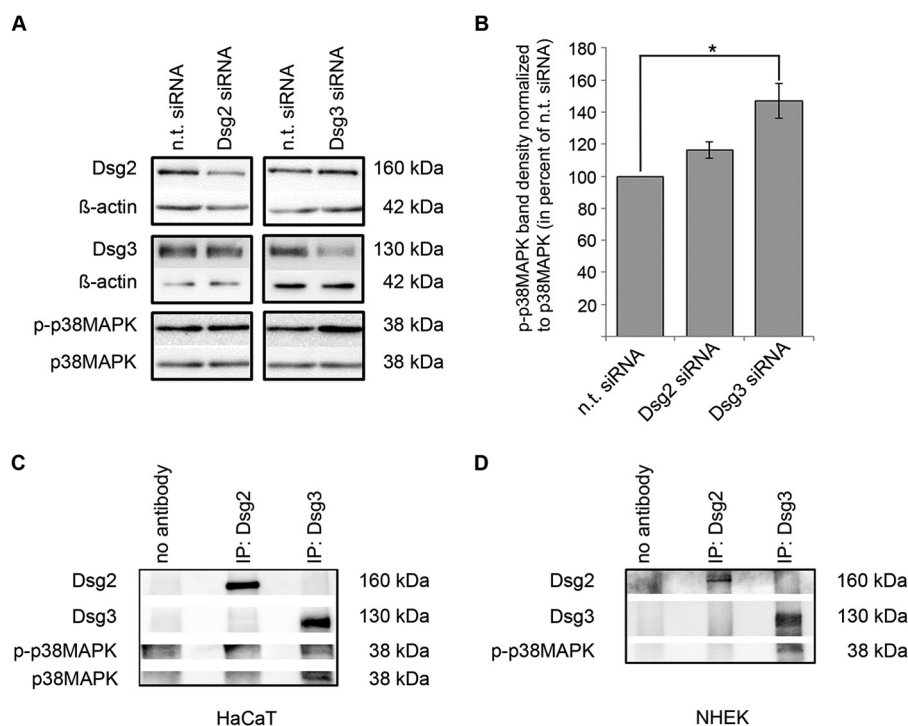 A
n.t. siRNA
Dsg2 siRNA
n.t. siRNA
Dsg3 siRNA
Dsg2 160 kDa
ß-actin 42 kDa
Dsg3 130 kDa
ß-actin 42 kDa
p-p38MAPK 38 kDa
p38MAPK 38 kDa
B
p-p38MAPK band density normalized
to p38MAPK (in percent of n.t. siRNA)
180
160
140
120
100
80
60
40
20
*
n.t. siRNA
Dsg2 siRNA
Dsg3 siRNA
C
no antibody
IP: Dsg2
IP: Dsg3
Dsg2 160 kDa
Dsg3 130 kDa
p-p38MAPK 38 kDa
p38MAPK 38 kDa
HaCaT
D
no antibody
IP: Dsg2
IP: Dsg3
Dsg2 160 kDa
Dsg3 130 kDa
p-p38MAPK 38 kDa
NHEK